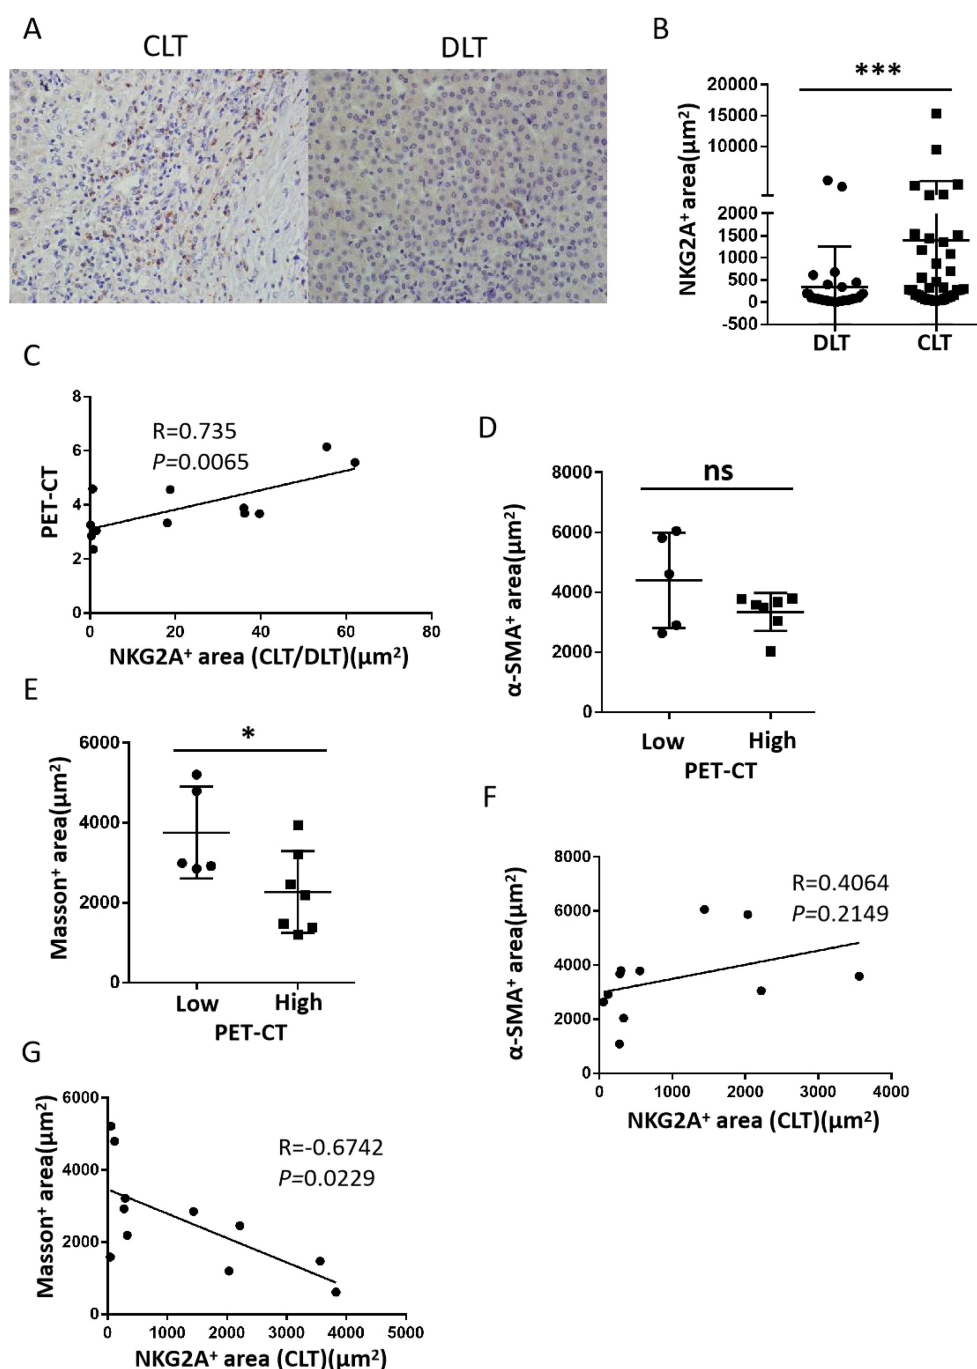 A
CLT
DLT
B
***
NKG2A⁺ area(μm²)
20000
15000
10000
2000
1500
1000
500
0
-500
DLT
CLT
C
PET-CT
8
6
4
2
0
R=0.735
P=0.0065
0
20
40
60
80
NKG2A⁺ area (CLT/DLT)(μm²)
D
ns
α-SMA⁺ area(μm²)
8000
6000
4000
2000
0
Low
High
PET-CT
E
*
Masson⁺ area(μm²)
6000
4000
2000
0
Low
High
PET-CT
F
α-SMA⁺ area(μm²)
8000
6000
4000
2000
0
R=0.4064
P=0.2149
0
1000
2000
3000
4000
NKG2A⁺ area (CLT)(μm²)
G
Masson⁺ area(μm²)
6000
4000
2000
0
R=-0.6742
P=0.0229
0
1000
2000
3000
4000
5000
NKG2A⁺ area (CLT)(μm²)